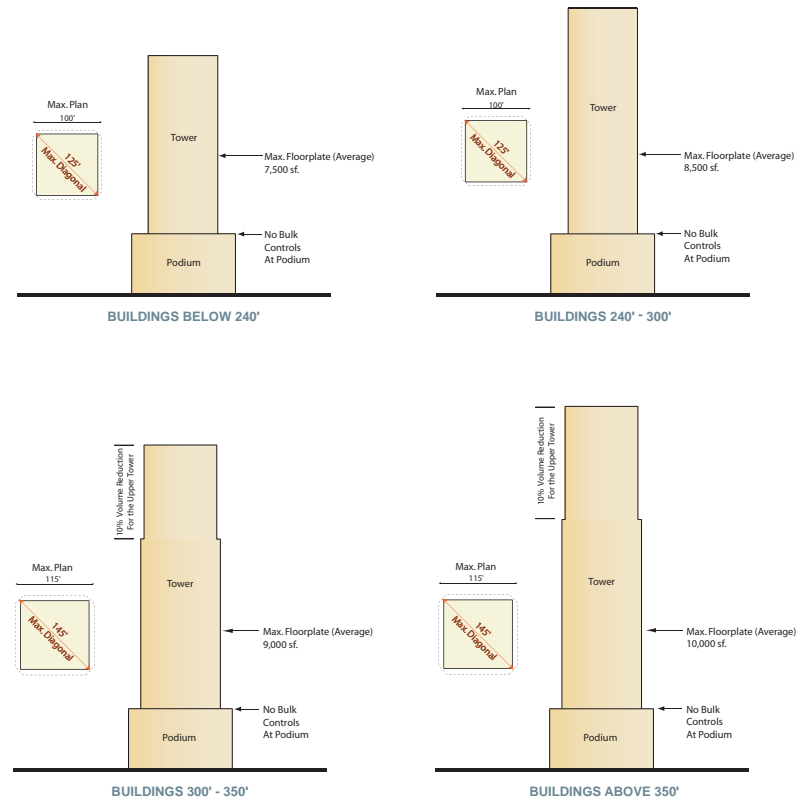 Max. Plan
100'
125'
Max. Diagonal
Tower
Max. Floorplate (Average)
7,500 sf.
No Bulk
Controls
At Podium
Podium
BUILDINGS BELOW 240'
Max. Plan
100'
125'
Max. Diagonal
Tower
Max. Floorplate (Average)
8,500 sf.
No Bulk
Controls
At Podium
Podium
BUILDINGS 240' - 300'
10% Volume Reduction
For the Upper Tower
Max. Plan
115'
145'
Max. Diagonal
Tower
Max. Floorplate (Average)
9,000 sf.
No Bulk
Controls
At Podium
Podium
BUILDINGS 300' - 350'
10% Volume Reduction
For the Upper Tower
Max. Plan
115'
145'
Max. Diagonal
Tower
Max. Floorplate (Average)
10,000 sf.
No Bulk
Controls
At Podium
Podium
BUILDINGS ABOVE 350'